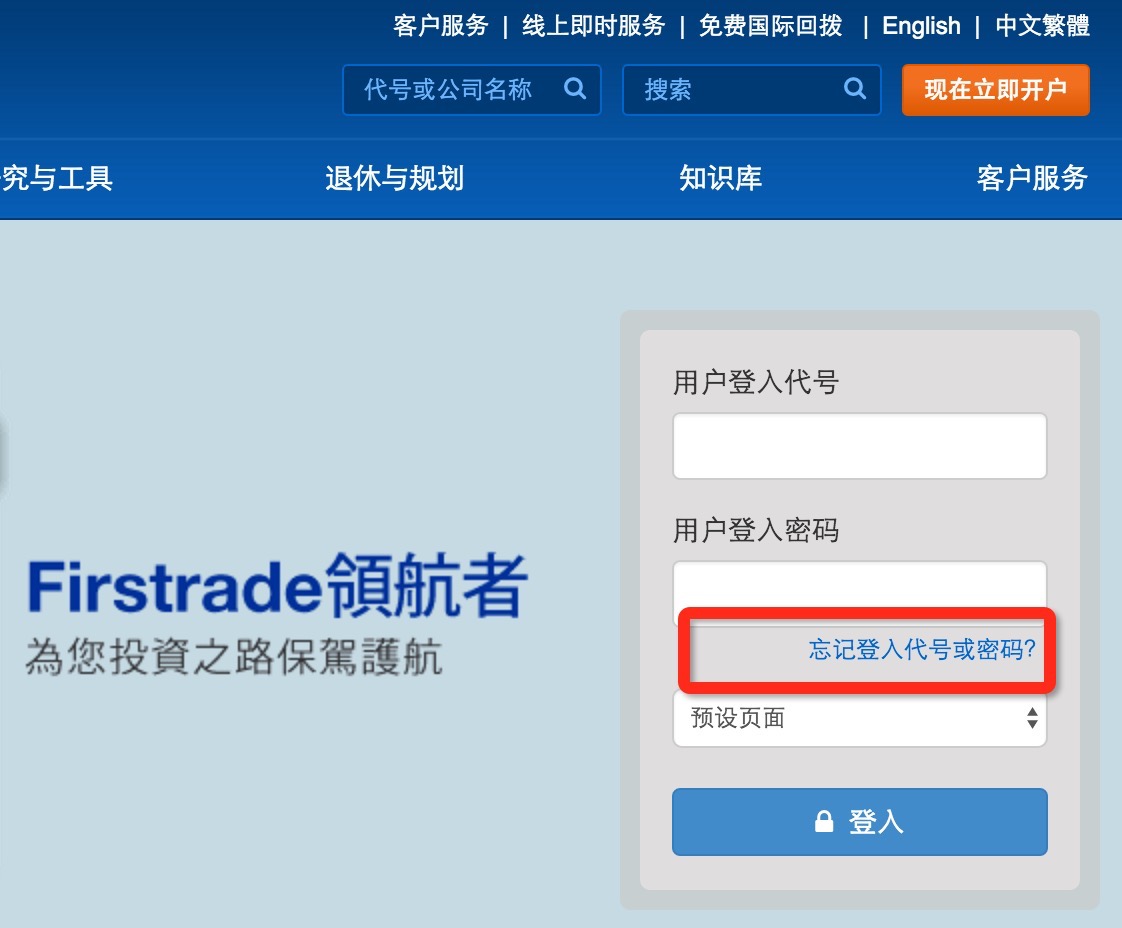 客户服务 | 线上即时服务 | 免费国际回拨 | English | 中文繁體
代号或公司名称 搜索 现在立即开户
究与工具 退休与规划 知识库 客户服务
用户登入代号
用户登入密码
Firstrade領航者
為您投資之路保駕護航
忘记登入代号或密码?
预设页面
登入